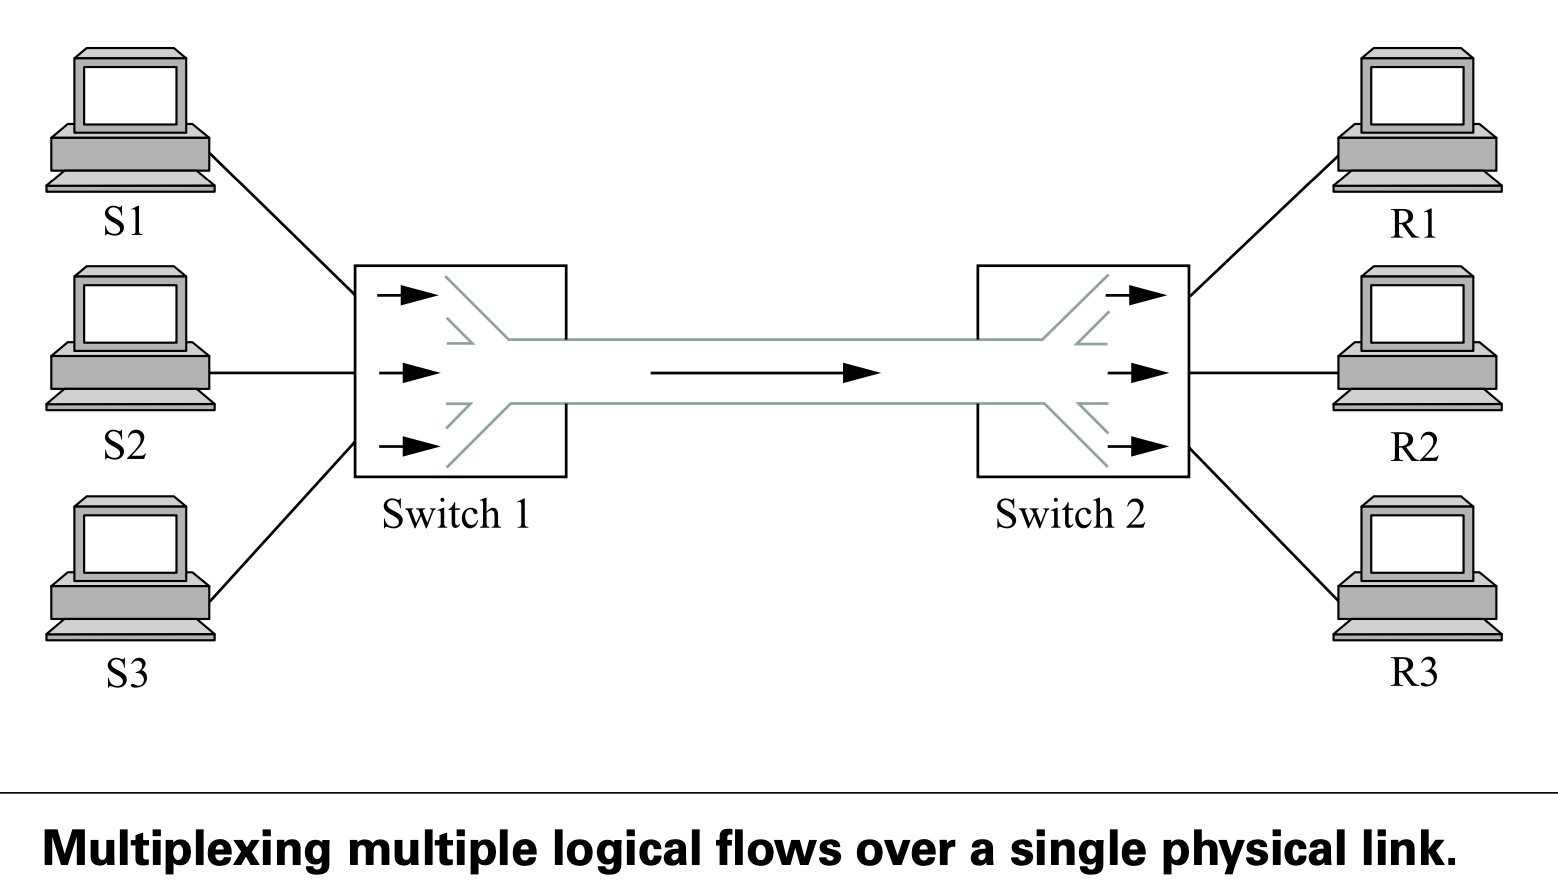 S1
R1
S2
R2
Switch 1
Switch 2
S3
R3
Multiplexing multiple logical flows over a single physical link.